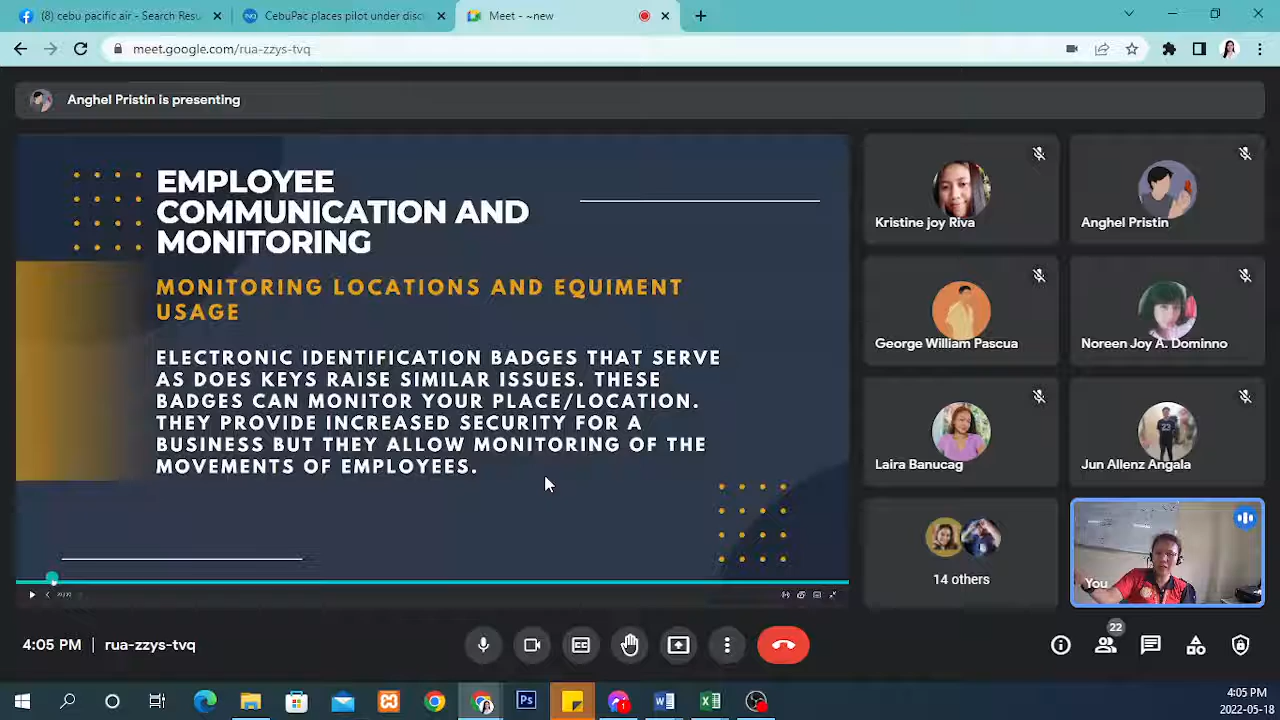 (8) cebu pacific air - Search Resu
CebuPac places pilot under disci
Meet - ~new
meet.google.com/rua-zzys-tvq
Anghel Pristin is presenting
EMPLOYEE
COMMUNICATION AND
MONITORING
MONITORING LOCATIONS AND EQUIMENT
USAGE
ELECTRONIC IDENTIFICATION BADGES THAT SERVE
AS DOES KEYS RAISE SIMILAR ISSUES. THESE
BADGES CAN MONITOR YOUR PLACE/LOCATION.
THEY PROVIDE INCREASED SECURITY FOR A
BUSINESS BUT THEY ALLOW MONITORING OF THE
MOVEMENTS OF EMPLOYEES.
Kristine joy Riva
Anghel Pristin
George William Pascua
Noreen Joy A. Dominno
Laira Banucag
Jun Allenz Angala
23
14 others
You
4:05 PM
rua-zzys-tvq
22
Ps
1
4:05 PM
2022-05-18